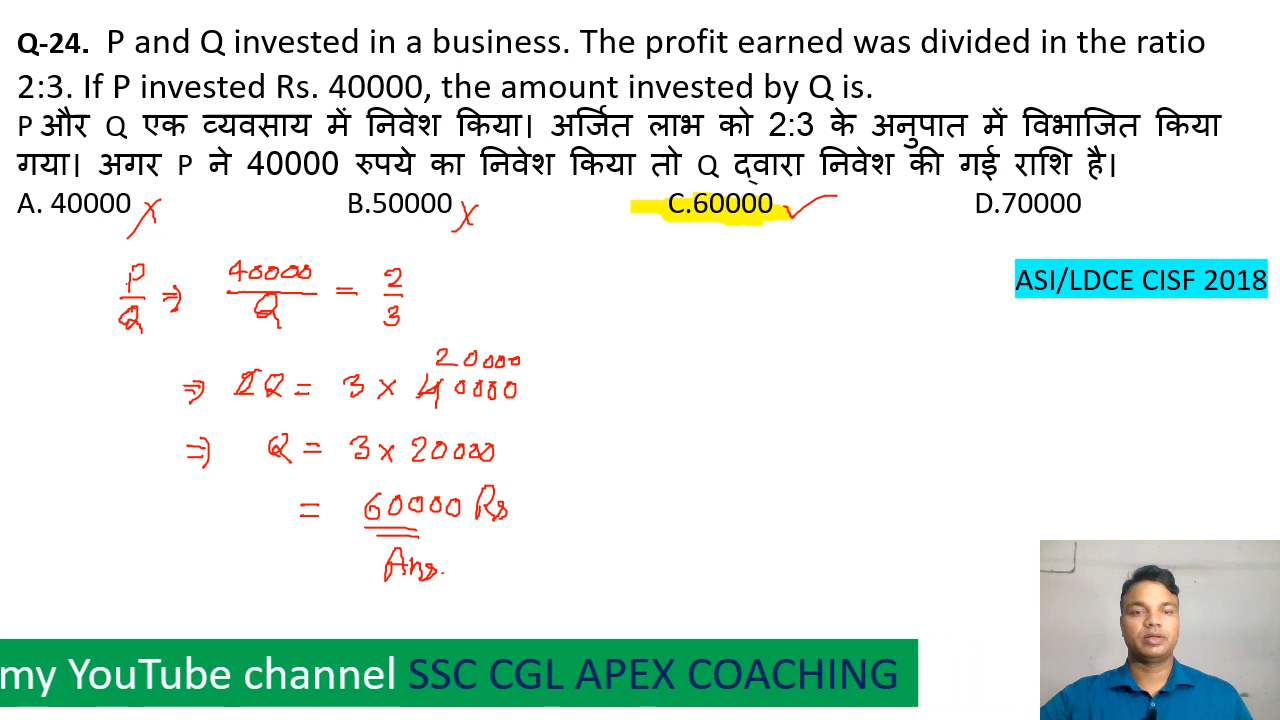 Q-24. P and Q invested in a business. The profit earned was divided in the ratio
2:3. If P invested Rs. 40000, the amount invested by Q is.
P और Q एक व्यवसाय में निवेश किया। अर्जित लाभ को 2:3 के अनुपात में विभाजित किया
गया। अगर P ने 40000 रुपये का निवेश किया तो Q द्वारा निवेश की गई राशि है।
A. 40000 B.50000 C.60000 D.70000
ASI/LDCE CISF 2018
P/Q ⇒ 40000/Q = 2/3
20000
⇒ 2Q = 3 × 40000
⇒ Q = 3 × 20000
= 60000 Rs
Ans.
my YouTube channel SSC CGL APEX COACHING